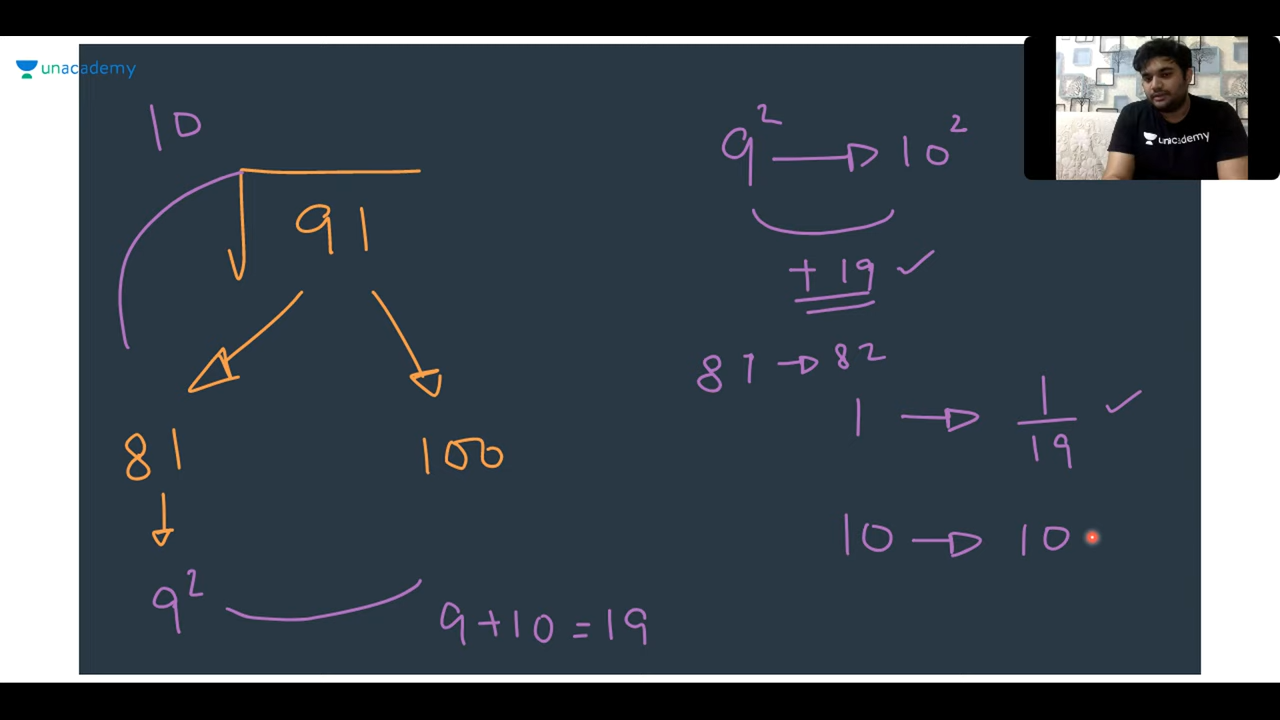 unacademy
10
√91
81
100
9²
9+10=19
9² → 10²
+ 19 ✓
81 → 82
1 → 1/19 ✓
10 → 10
unacademy